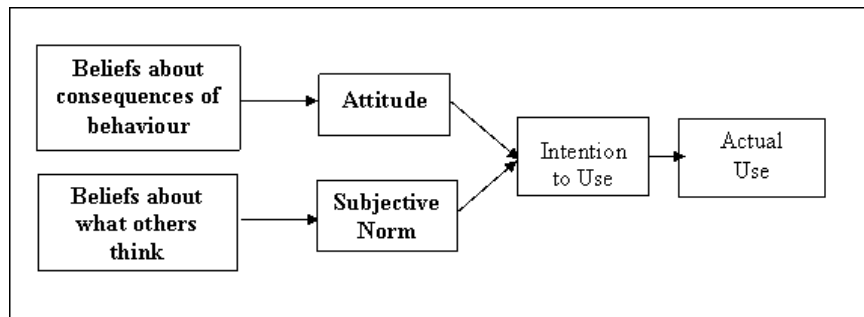 Beliefs about
consequences of
behaviour
Attitude
Beliefs about
what others
think
Subjective
Norm
Intention
to Use
Actual
Use